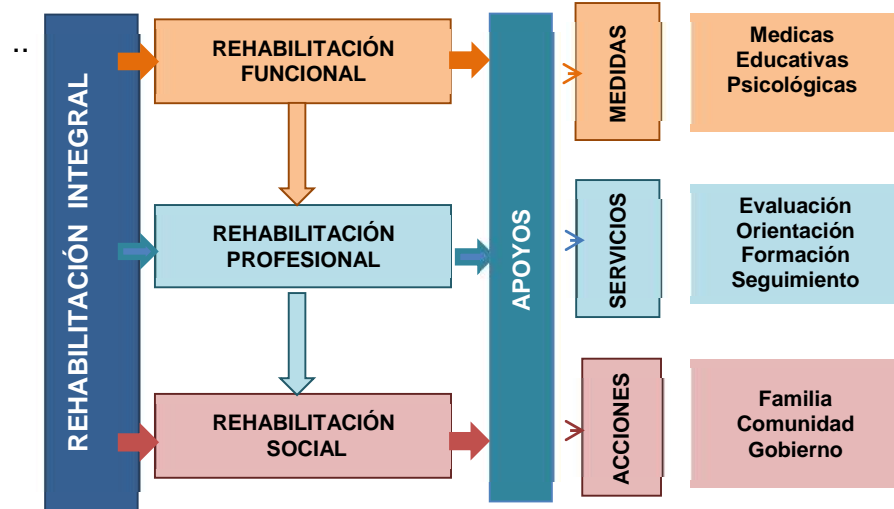 ..
REHABILITACIÓN INTEGRAL
REHABILITACIÓN
FUNCIONAL
REHABILITACIÓN
PROFESIONAL
REHABILITACIÓN
SOCIAL
APOYOS
MEDIDAS
Medicas
Educativas
Psicológicas
SERVICIOS
Evaluación
Orientación
Formación
Seguimiento
ACCIONES
Familia
Comunidad
Gobierno